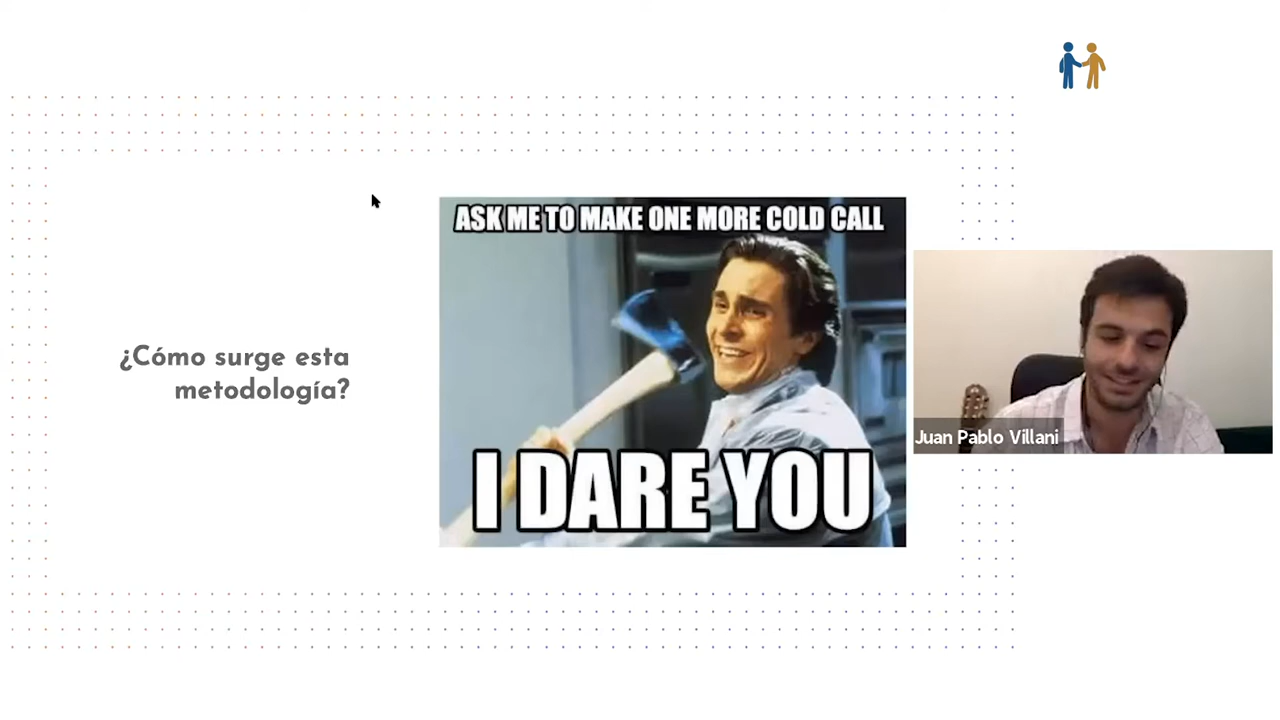 ASK ME TO MAKE ONE MORE COLD CALL
¿Cómo surge esta
metodología?
I DARE YOU
Juan Pablo Villani